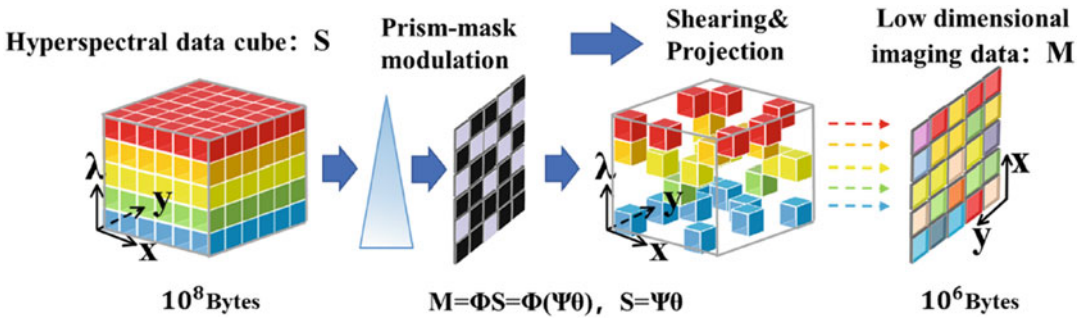 Hyperspectral data cube: S
Prism-mask
modulation
Shearing&
Projection
Low dimensional
imaging data: M
λ
y
x
λ
y
x
x
y
10⁸Bytes
M=ΦS=Φ(Ψθ), S=Ψθ
10⁶Bytes